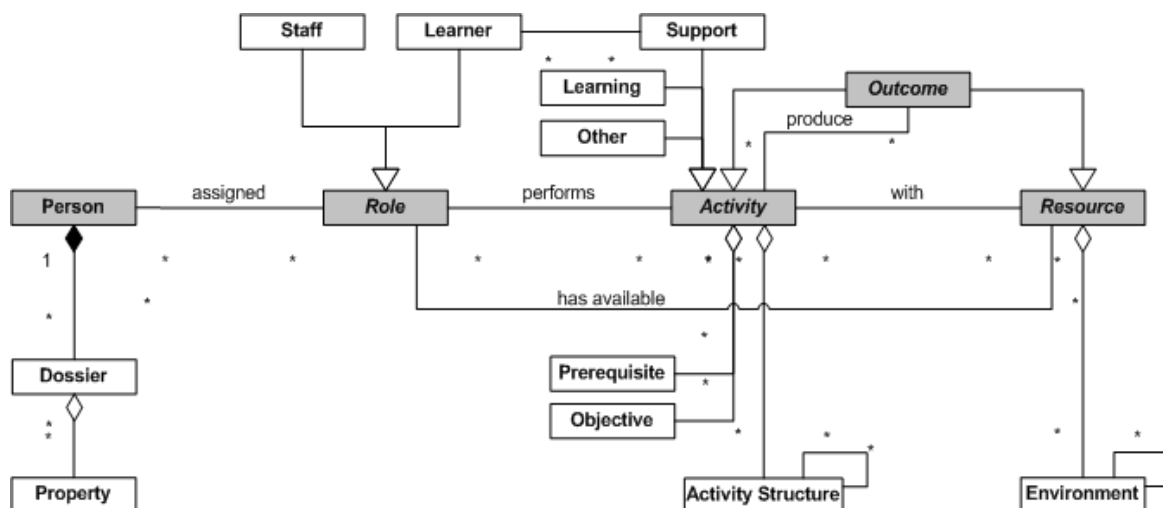 Staff
Learner
Support
* *
Learning
Outcome
produce
Other
* *
Person
assigned
Role
performs
Activity
with
Resource
1 * * * * * * * * *
*
has available
*
*
*
Prerequisite
Dossier
*
Objective
*
*
* * * * *
Property
Activity Structure
Environment